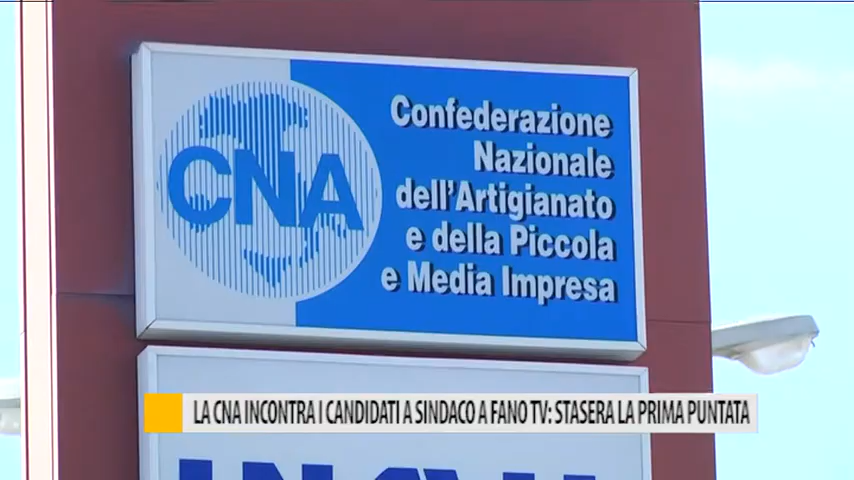 CNA
Confederazione
Nazionale
dell'Artigianato
e della Piccola
e Media Impresa
LA CNA INCONTRA I CANDIDATI A SINDACO A FANO TV: STASERA LA PRIMA PUNTATA